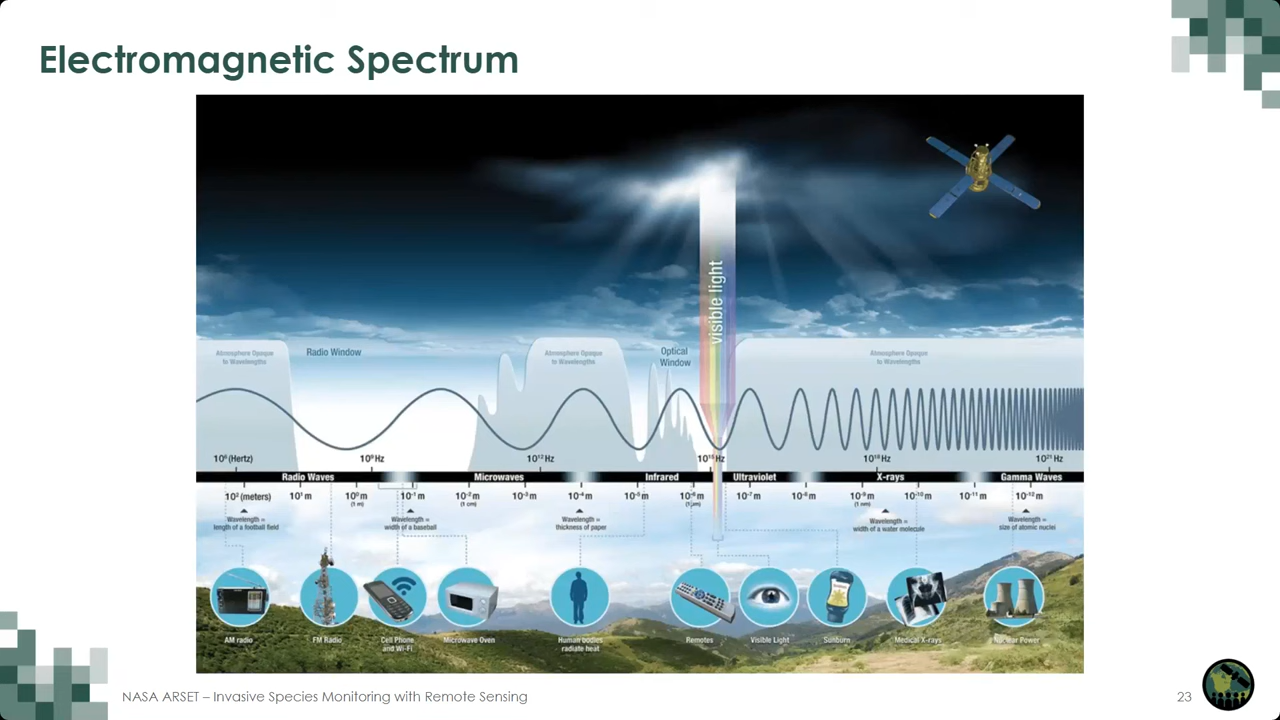 Electromagnetic Spectrum
visible light
Atmosphere Opaque
to Wavelengths
Radio Window
Atmosphere Opaque
to Wavelengths
Optical
Window
Atmosphere Opaque
to Wavelengths
10⁶ (Hertz)
10⁹ Hz
10¹² Hz
10¹⁵ Hz
10¹⁸ Hz
10²¹ Hz
Radio Waves
Microwaves
Infrared
Ultraviolet
X-rays
Gamma Waves
10² (meters)
10¹ m
10⁰ m
(1 m)
10⁻¹ m
10⁻² m
(1 cm)
10⁻³ m
10⁻⁴ m
10⁻⁵ m
10⁻⁶ m
(1μm)
10⁻⁷ m
10⁻⁸ m
10⁻⁹ m
(1 nm)
10⁻¹⁰ m
10⁻¹¹ m
10⁻¹² m
Wavelength =
length of a football field
Wavelength =
width of a baseball
Wavelength =
thickness of paper
Wavelength =
width of a water molecule
Wavelength =
size of atomic nuclei
AM radio
FM Radio
Cell Phone
and Wi-Fi
Microwave Oven
Human bodies
radiate heat
Remotes
Visible Light
Sunburn
Medical X-rays
Nuclear Power
NASA ARSET – Invasive Species Monitoring with Remote Sensing
23